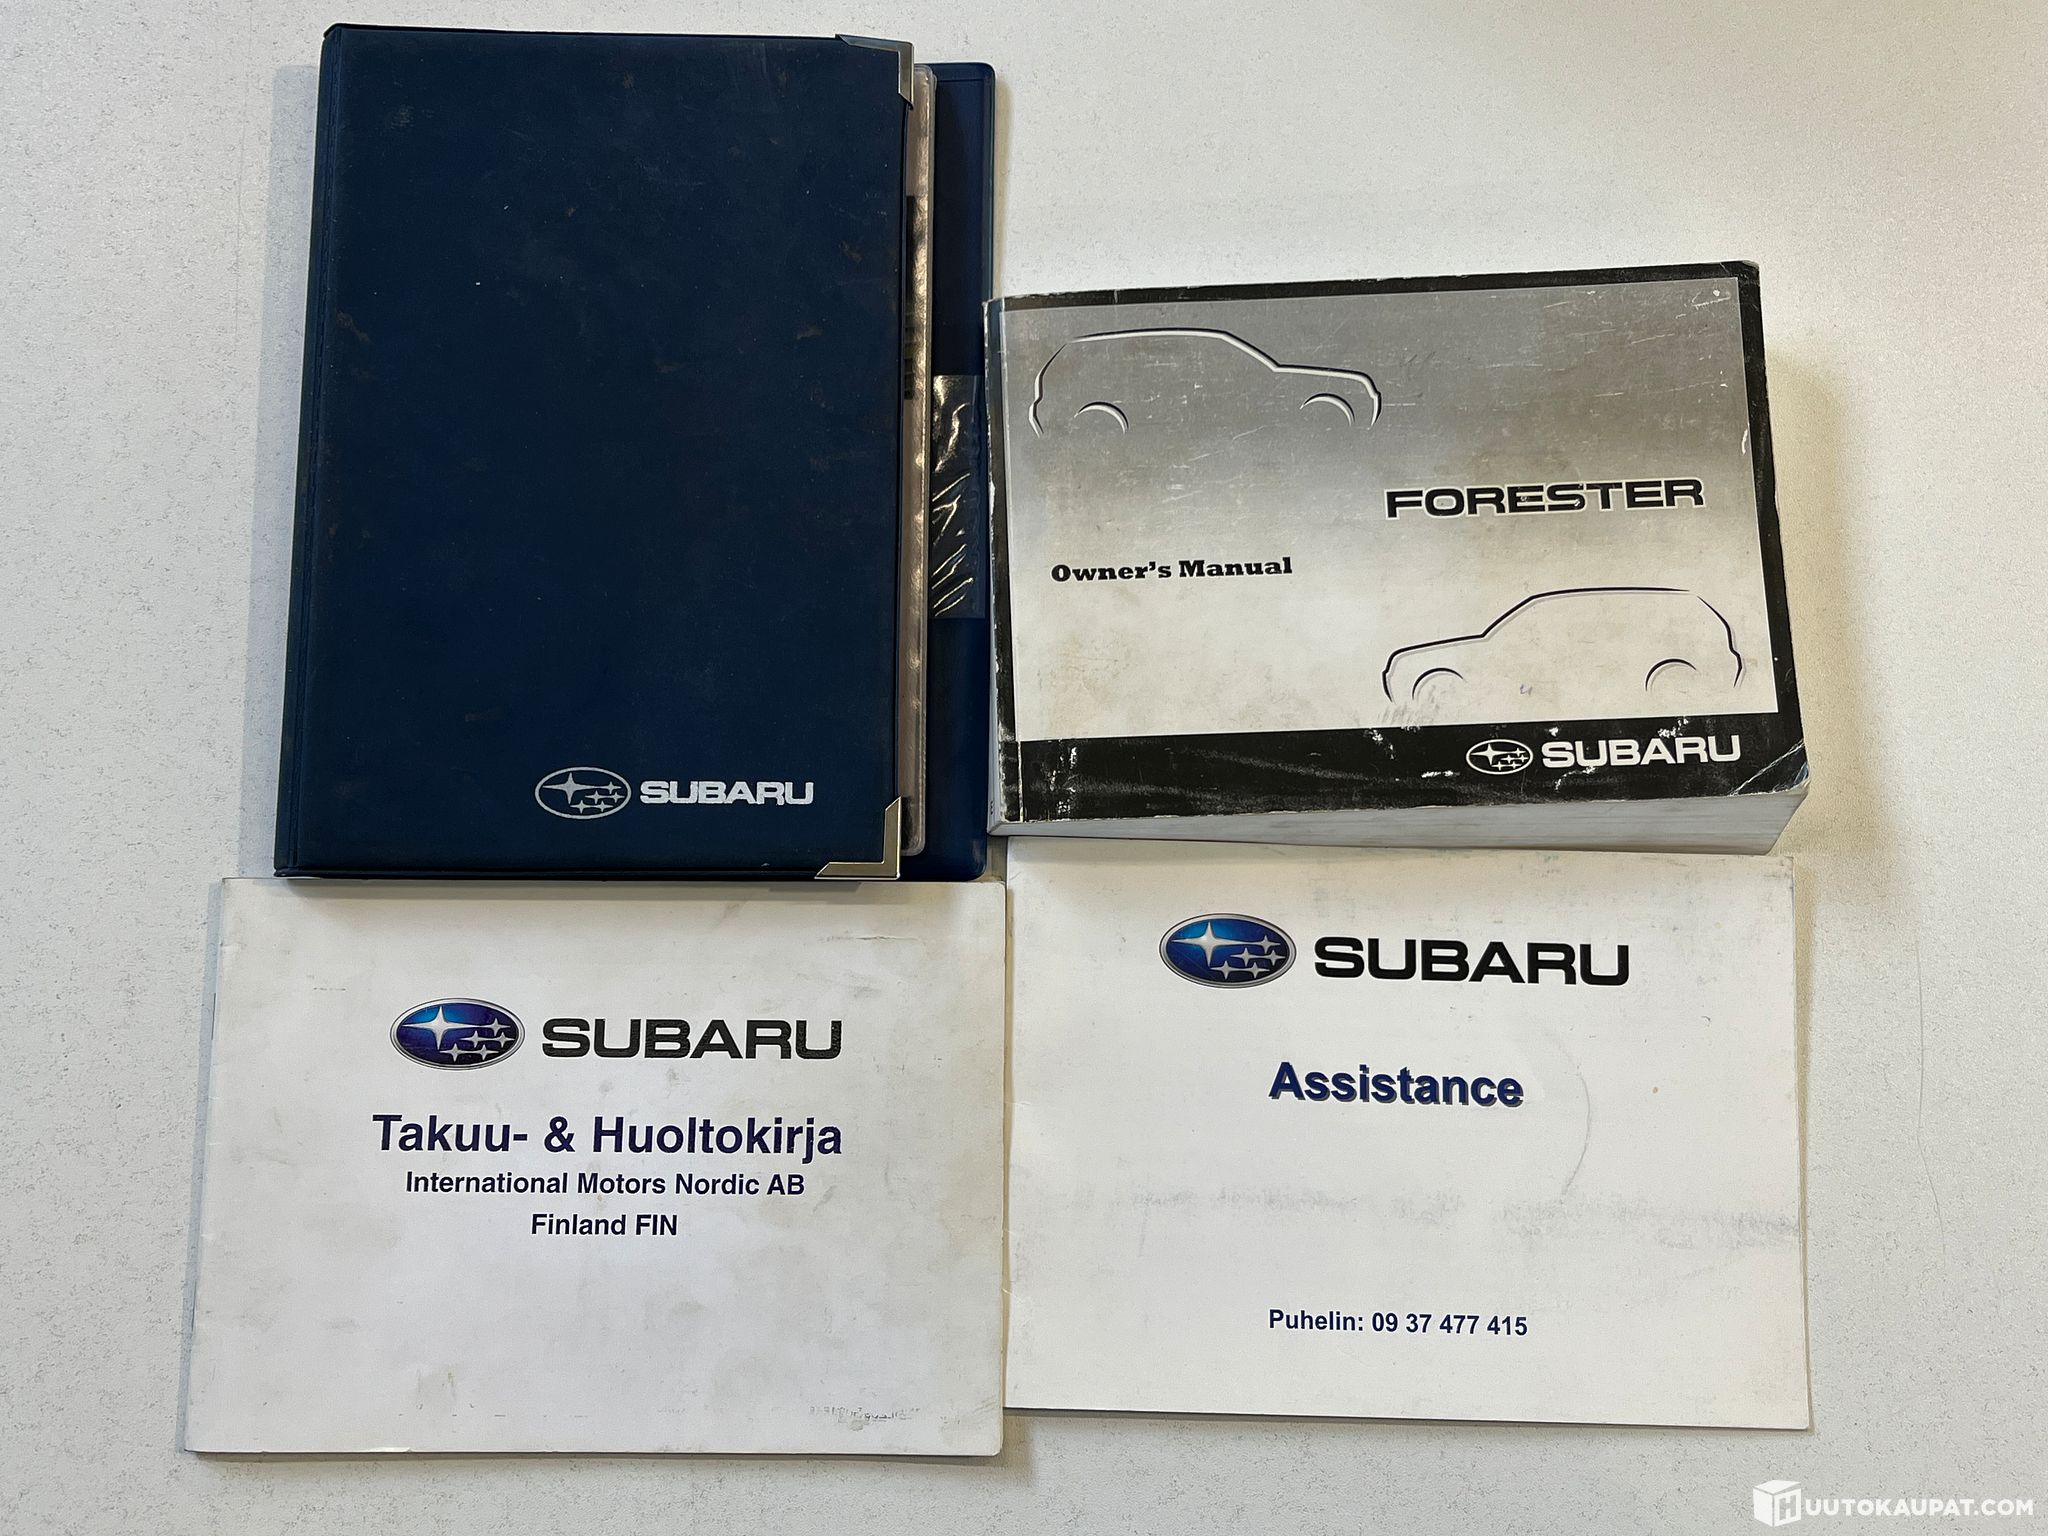 SUBARU
FORESTER
Owner's Manual
SUBARU
SUBARU
Takuu- & Huoltokirja
International Motors Nordic AB
Finland FIN
SUBARU
Assistance
Puhelin: 09 37 477 415
HUUTOKAUPAT.COM